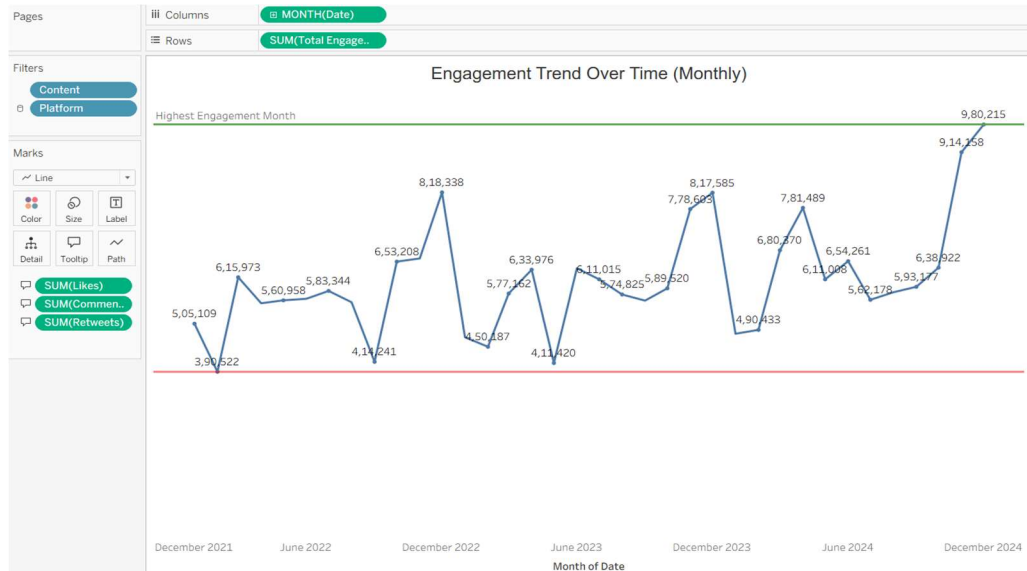 Pages
Columns
MONTH(Date)
Rows
SUM(Total Engage..
Filters
Content
Platform
Marks
Line
Color
Size
Label
Detail
Tooltip
Path
SUM(Likes)
SUM(Commen..
SUM(Retweets)
Engagement Trend Over Time (Monthly)
Highest Engagement Month
5,05,109
3,90,522
6,15,973
5,60,958
5,83,344
4,14,241
6,53,208
8,18,338
4,50,187
5,77,162
6,33,976
4,11,420
6,11,015
5,74,825
5,89,520
7,78,603
8,17,585
4,90,433
6,80,370
7,81,489
6,11,008
6,54,261
5,62,178
5,93,177
6,38,922
9,14,158
9,80,215
December 2021
June 2022
December 2022
June 2023
December 2023
June 2024
December 2024
Month of Date